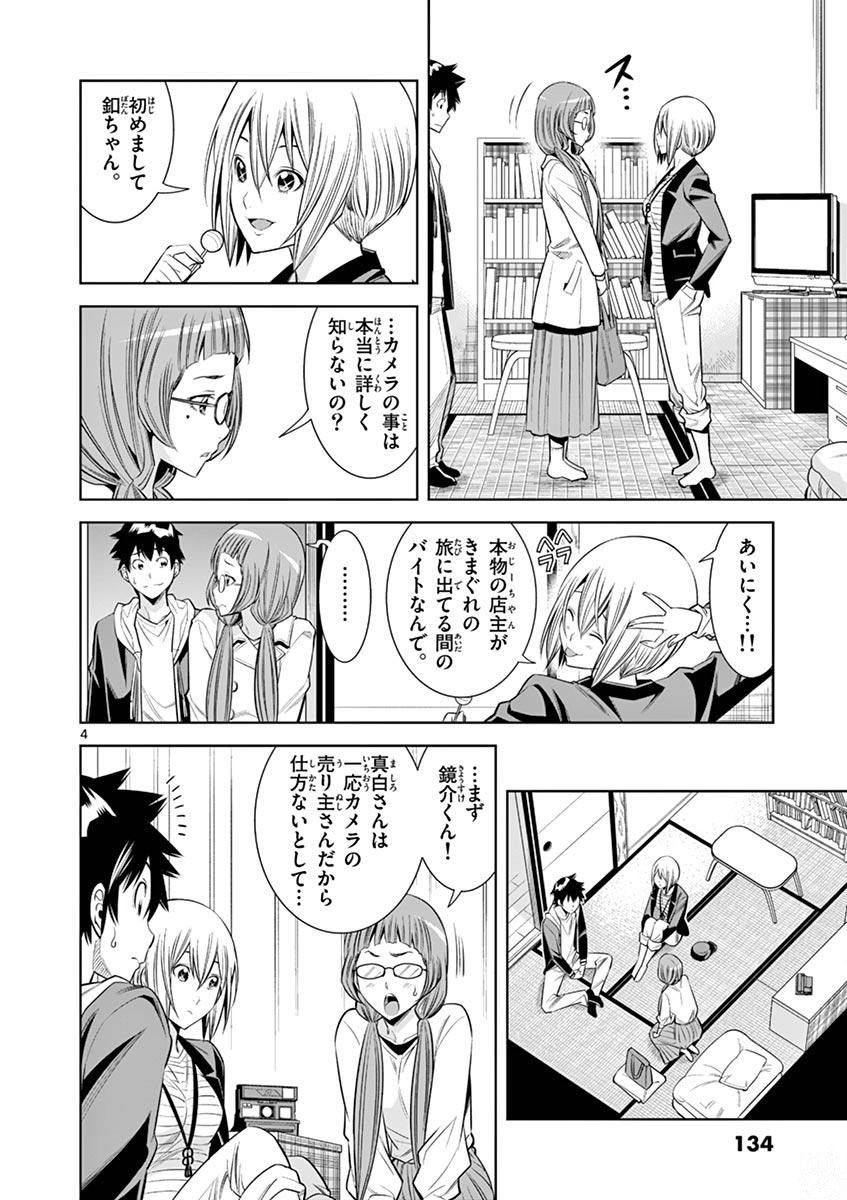 ス…
初めまして
釦ちゃん。
…カメラの事は
本当に詳しく
知らないの？
あいにく…!!
ヘラヘラ
本物の店主が
きまぐれの
旅に出てる間の
バイトなんで。
………
4
…まず
鏡介くん！
真白さんは
一応カメラの
売り主さんだから
仕方ないとして…
134